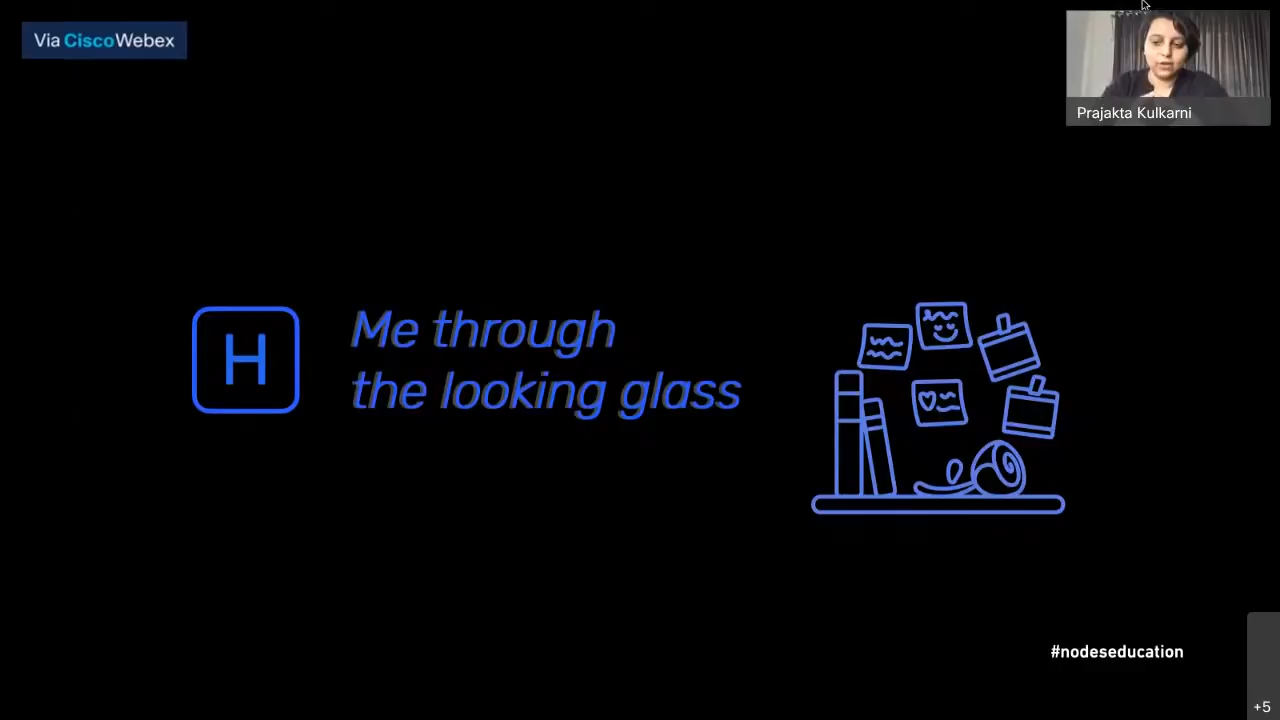 Via CiscoWebex
Prajakta Kulkarni
H
Me through
the looking glass
#nodeseducation
+5